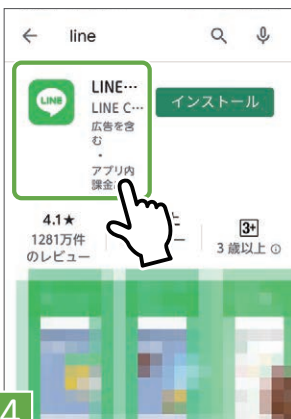 line
LINE…
LINE
LINE C…
インストール
広告を含
む
・
アプリ内
課金
4.1★
1281万件
のレビュー
3+
3 歳以上
4